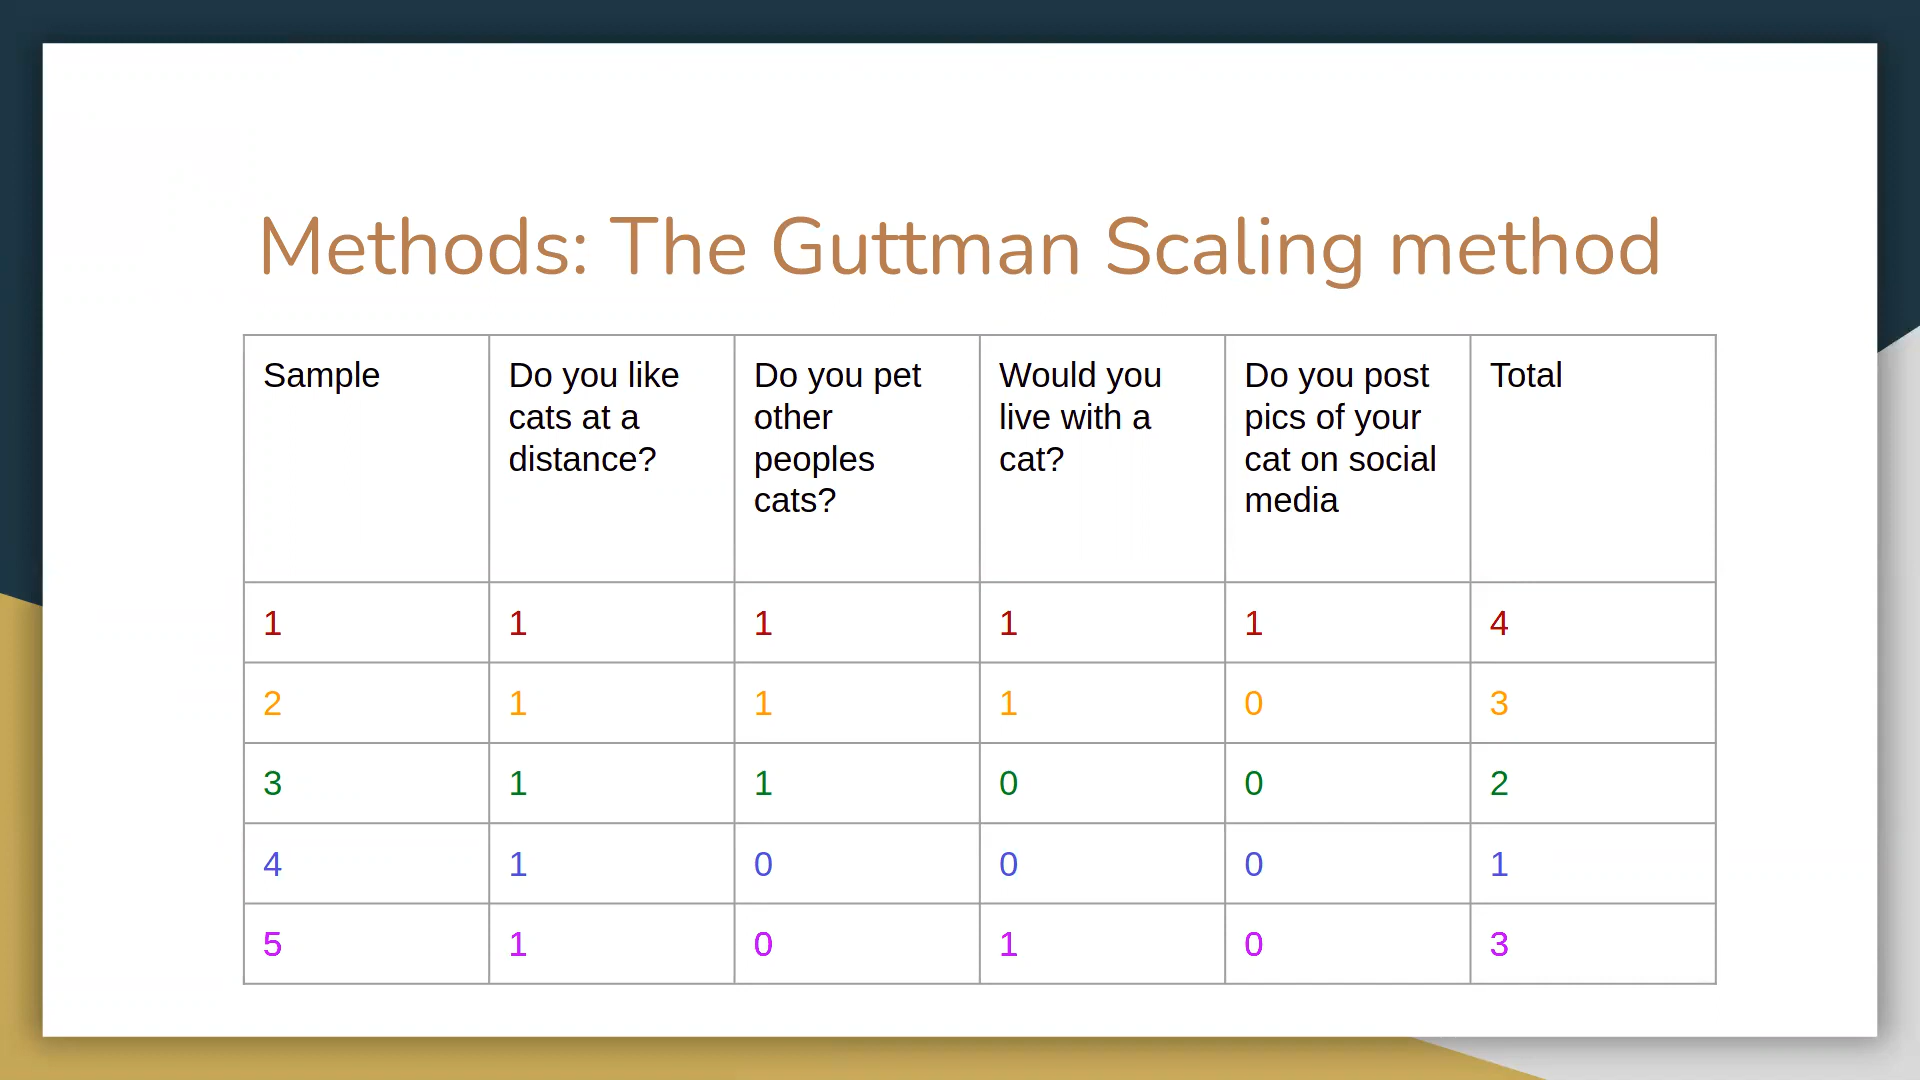 Methods: The Guttman Scaling method
Sample
Do you like
cats at a
distance?
Do you pet
other
peoples
cats?
Would you
live with a
cat?
Do you post
pics of your
cat on social
media
Total
1 1 1 1 1 4
2 1 1 1 0 3
3 1 1 0 0 2
4 1 0 0 0 1
5 1 0 1 0 3